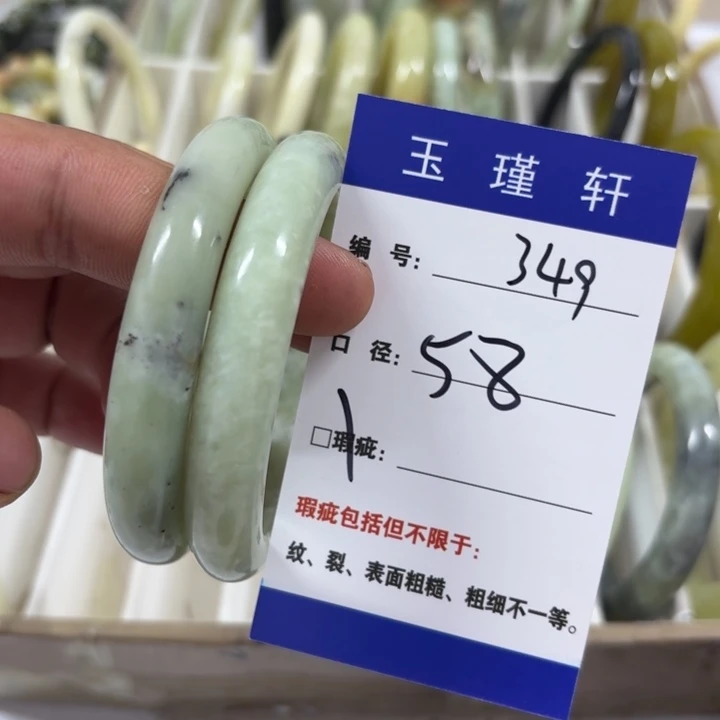 玉瑾轩
编号: 349
口径: 58
□瑕疵:
瑕疵包括但不限于:
纹、裂、表面粗糙、粗细不一等。